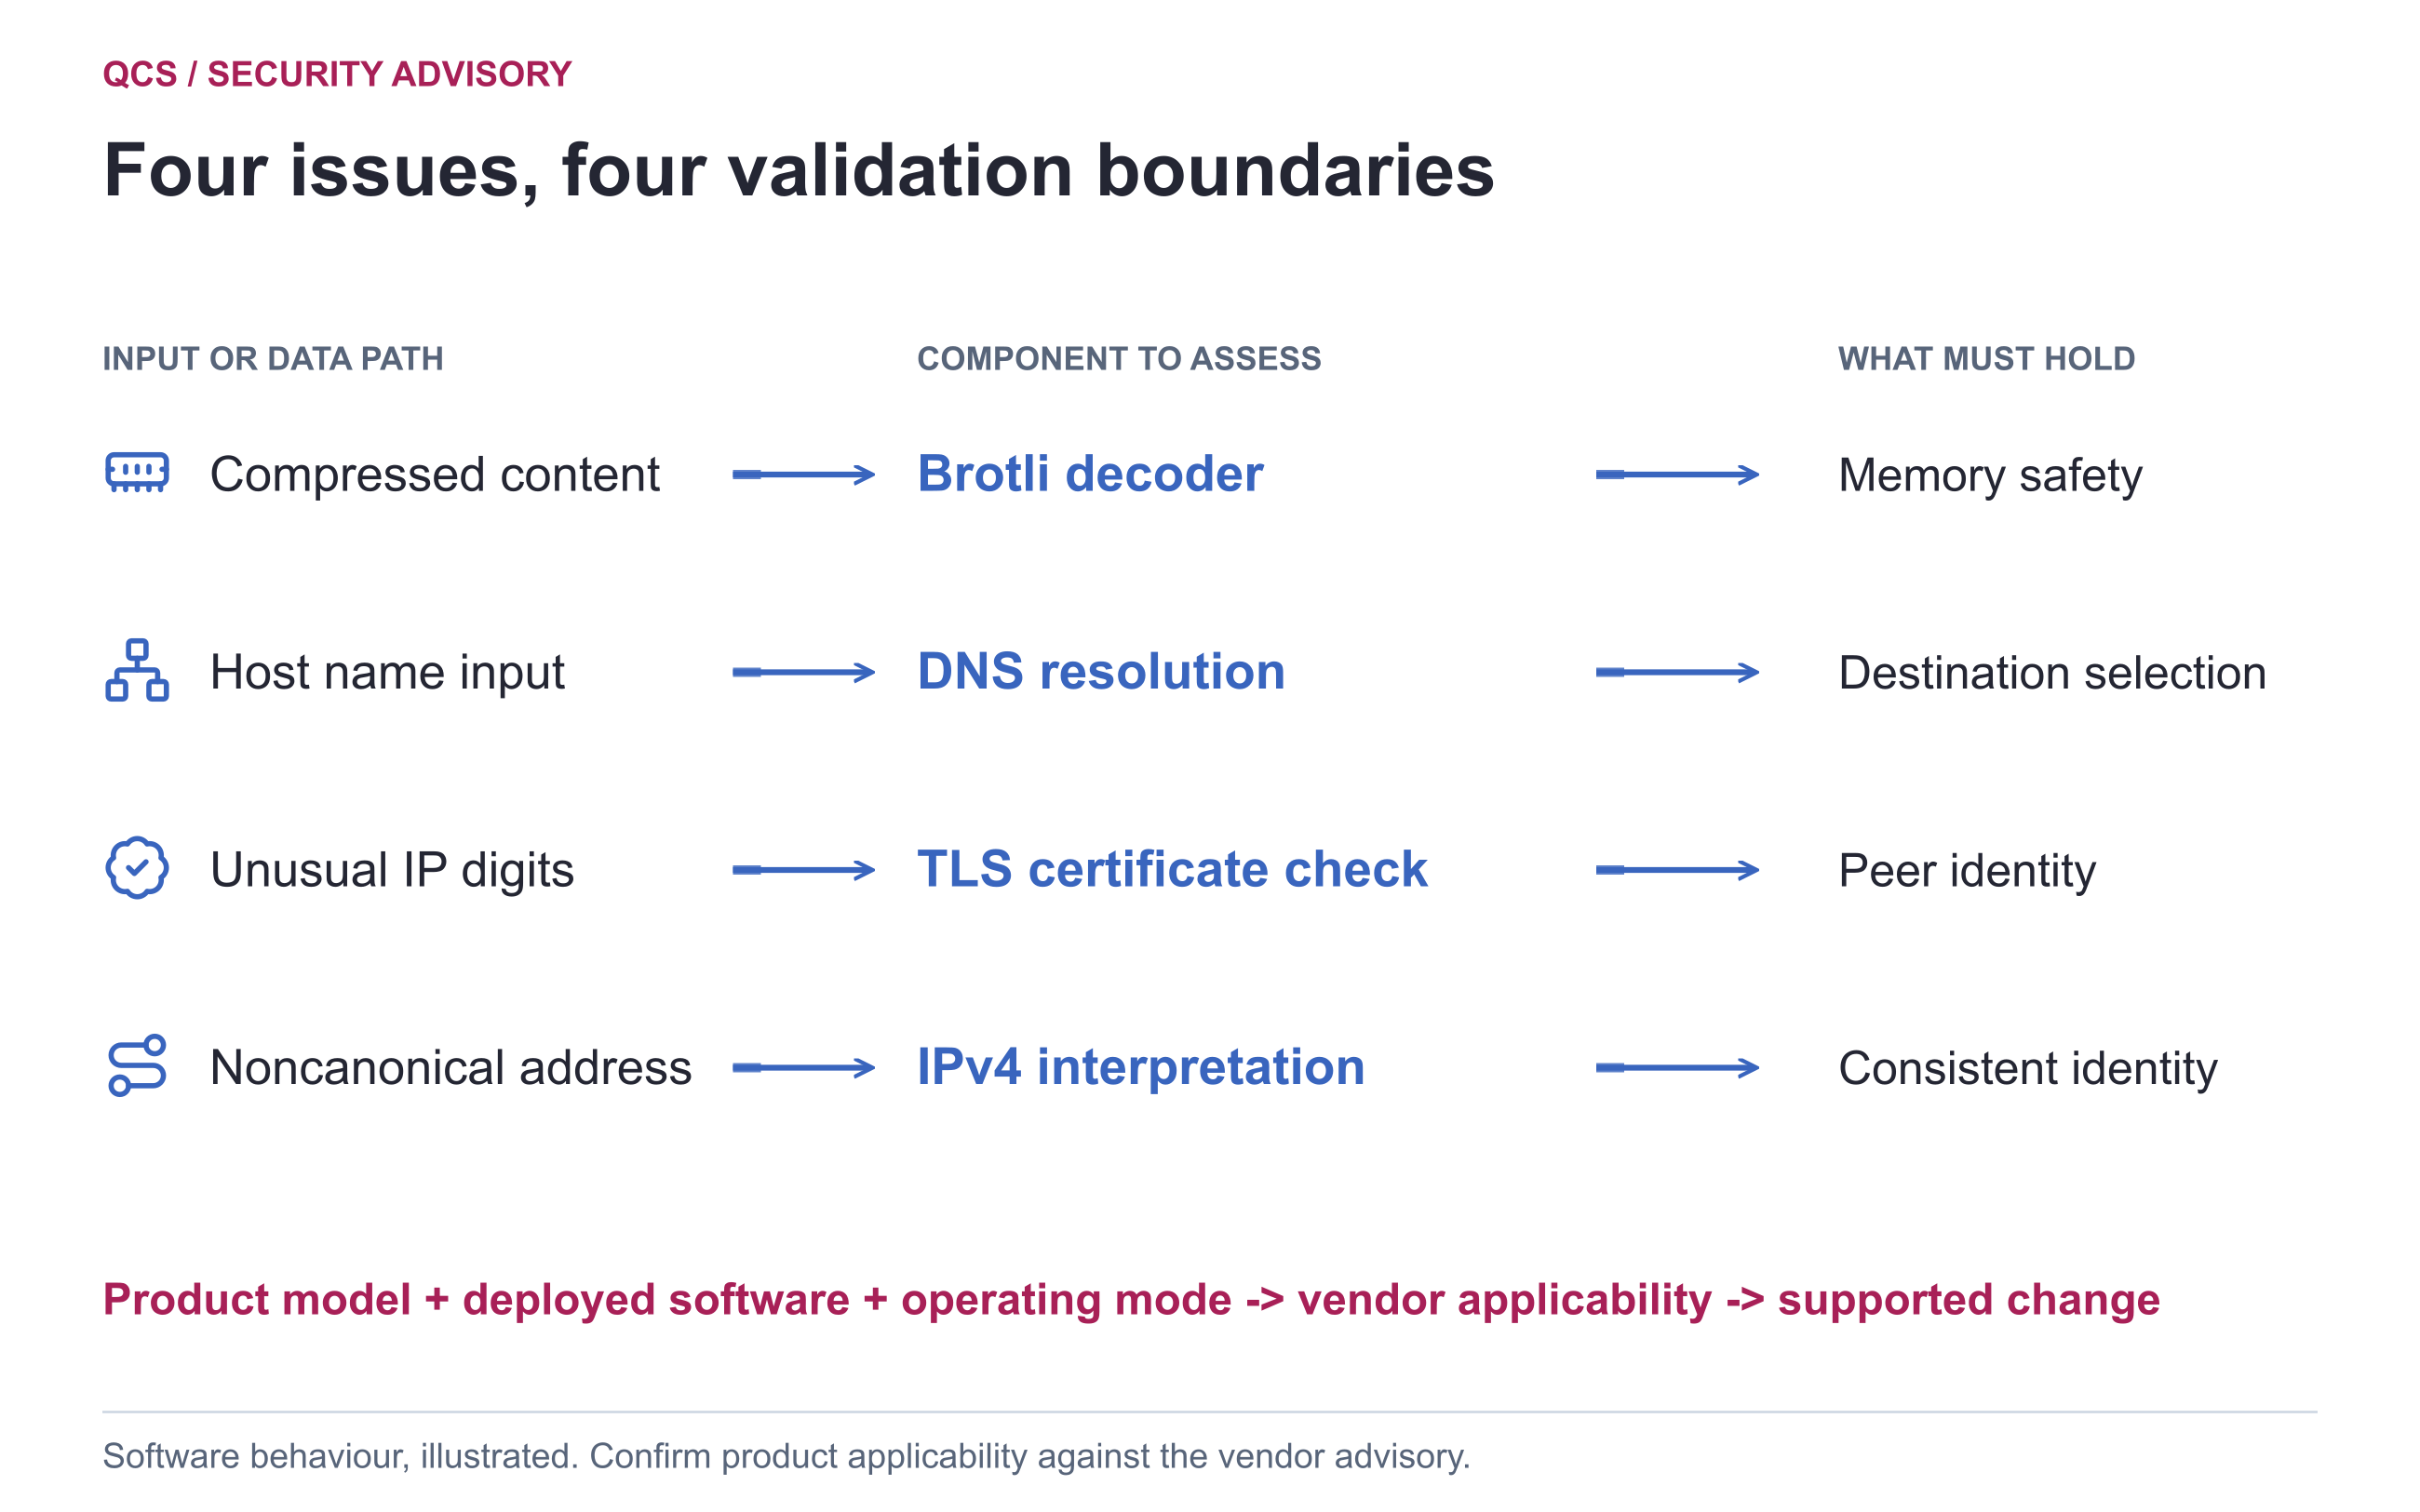 QCS / SECURITY ADVISORY
Four issues, four validation boundaries
INPUT OR DATA PATH
COMPONENT TO ASSESS
WHAT MUST HOLD
Compressed content
Brotli decoder
Memory safety
Host name input
DNS resolution
Destination selection
Unusual IP digits
TLS certificate check
Peer identity
Noncanonical address
IPv4 interpretation
Consistent identity
Product model + deployed software + operating mode -> vendor applicability -> supported change
Software behaviour, illustrated. Confirm product applicability against the vendor advisory.